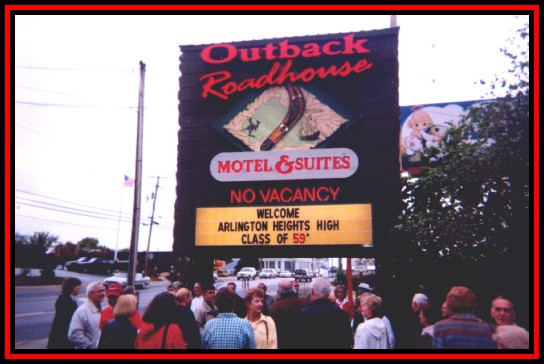 Outback
Roadhouse
MOTEL & SUITES
NO VACANCY
WELCOME
ARLINGTON HEIGHTS HIGH
CLASS OF 59*